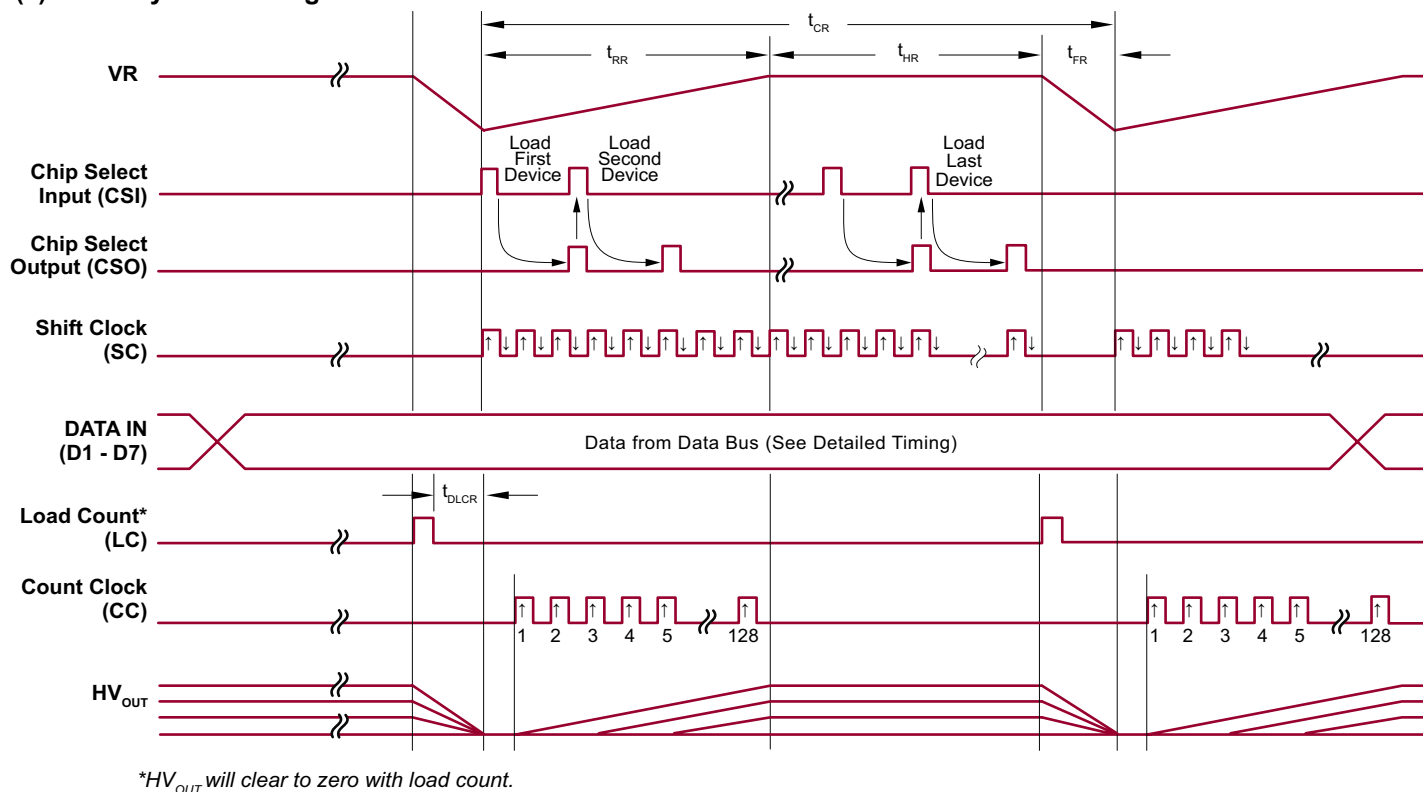 t_CR
t_RR t_HR t_FR
VR
Load First Device
Load Second Device
Load Last Device
Chip Select Input (CSI)
Chip Select Output (CSO)
Shift Clock (SC)
↑ ↓ ↑ ↓ ↑ ↓ ↑ ↓ ↑ ↓ ↑ ↓ ↑ ↓ ↑ ↓ ↑ ↓ ↑ ↓ ↑ ↓ ↑ ↓ ↑ ↓ ↑ ↓ ↑ ↓ ↑ ↓ ↑ ↓ ↑ ↓
DATA IN (D1 - D7)
Data from Data Bus (See Detailed Timing)
t_DLCR
Load Count* (LC)
Count Clock (CC)
↑ ↑ ↑ ↑ ↑ ↑ ↑ ↑ ↑ ↑ ↑ ↑
1 2 3 4 5 128 1 2 3 4 5 128
HV_OUT
*HV_OUT will clear to zero with load count.